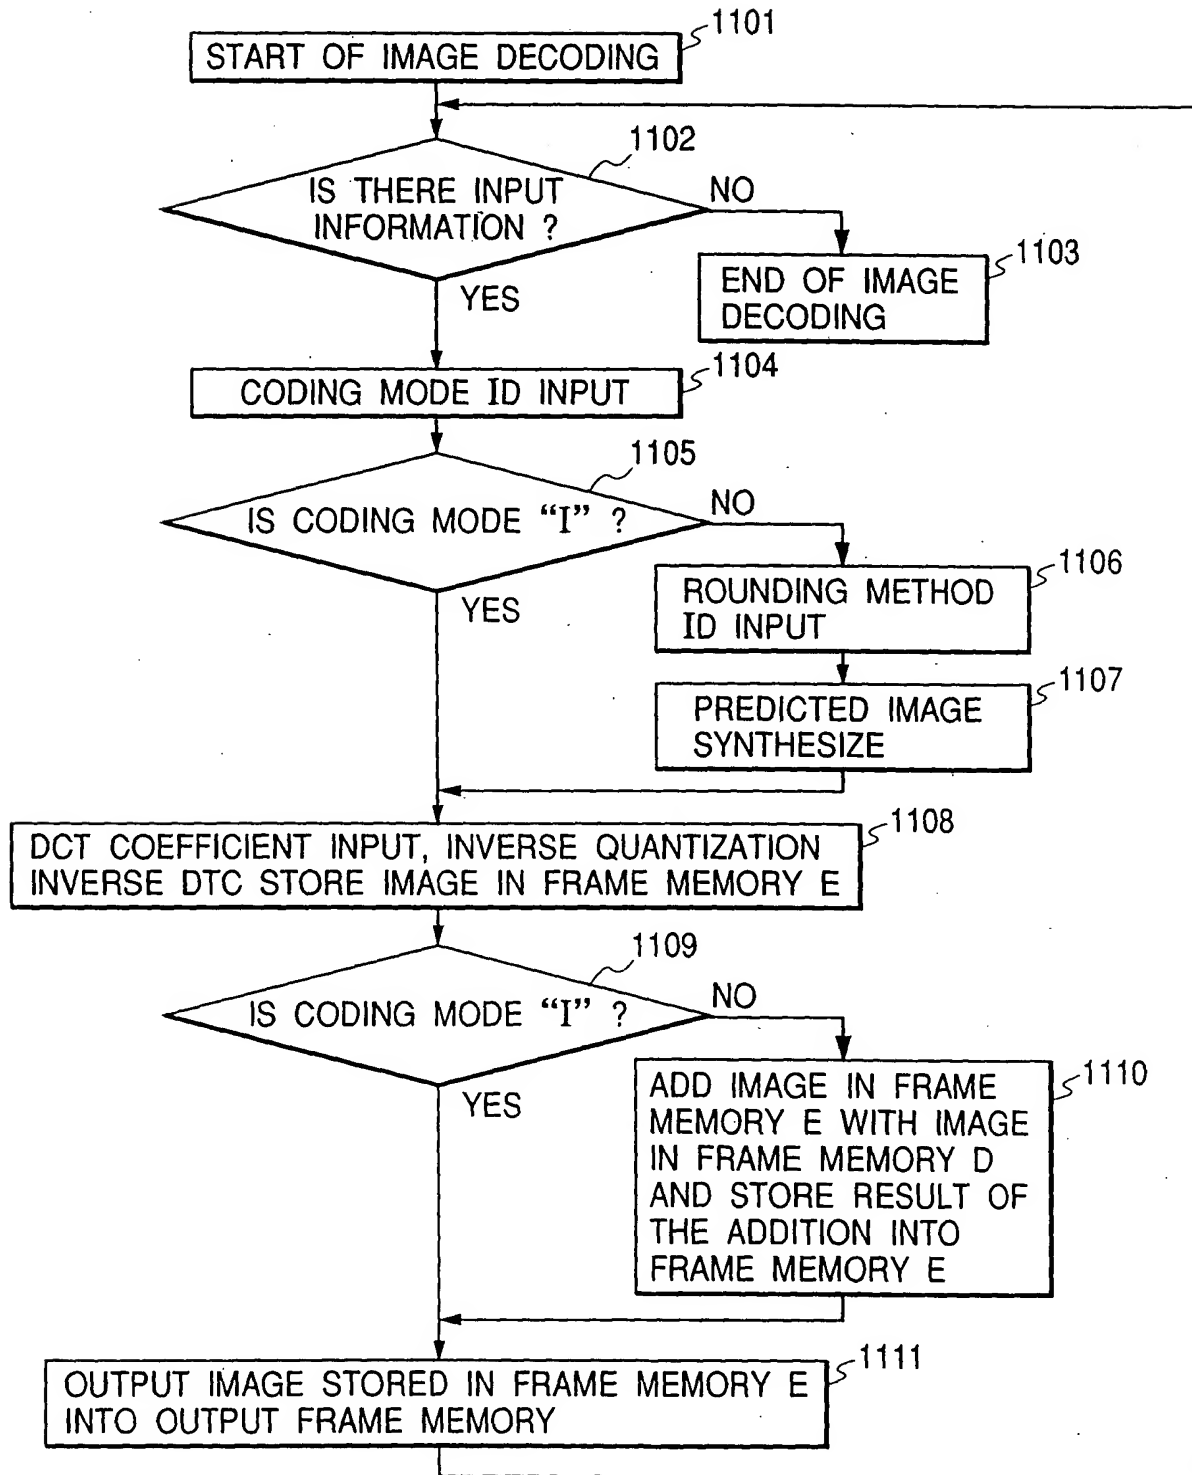 1101
START OF IMAGE DECODING
1102
IS THERE INPUT
INFORMATION ?
NO
YES
1103
END OF IMAGE
DECODING
1104
CODING MODE ID INPUT
1105
IS CODING MODE “I” ?
NO
YES
1106
ROUNDING METHOD
ID INPUT
1107
PREDICTED IMAGE
SYNTHESIZE
1108
DCT COEFFICIENT INPUT, INVERSE QUANTIZATION
INVERSE DTC STORE IMAGE IN FRAME MEMORY E
1109
IS CODING MODE “I” ?
NO
YES
1110
ADD IMAGE IN FRAME
MEMORY E WITH IMAGE
IN FRAME MEMORY D
AND STORE RESULT OF
THE ADDITION INTO
FRAME MEMORY E
1111
OUTPUT IMAGE STORED IN FRAME MEMORY E
INTO OUTPUT FRAME MEMORY